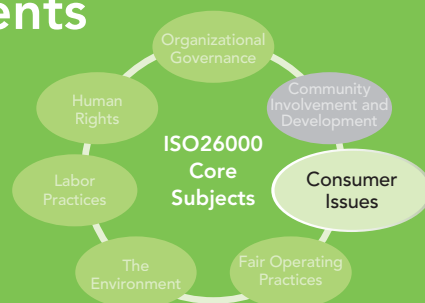 ents
Organizational
Governance
Community
Involvement and
Development
Human
Rights
ISO26000
Core
Subjects
Consumer
Issues
Labor
Practices
The
Environment
Fair Operating
Practices